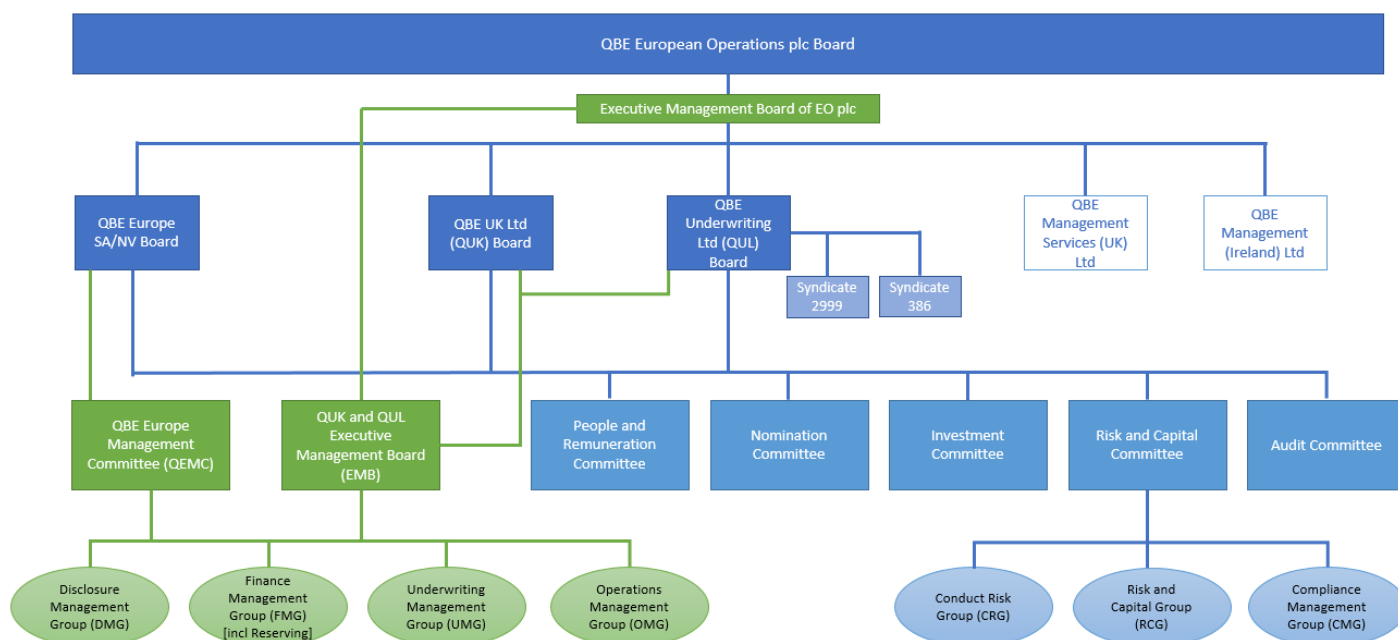 QBE European Operations plc Board
Executive Management Board of EO plc
QBE Europe
SA/NV Board
QBE UK Ltd
(QUK) Board
QBE
Underwriting
Ltd (QUL)
Board
QBE
Management
Services (UK)
Ltd
QBE
Management
(Ireland) Ltd
Syndicate
2999
Syndicate
386
QBE Europe
Management
Committee (QEMC)
QUK and QUL
Executive
Management Board
(EMB)
People and
Remuneration
Committee
Nomination
Committee
Investment
Committee
Risk and Capital
Committee
Audit Committee
Disclosure
Management
Group (DMG)
Finance
Management
Group (FMG)
[incl Reserving]
Underwriting
Management
Group (UMG)
Operations
Management
Group (OMG)
Conduct Risk
Group (CRG)
Risk and
Capital Group
(RCG)
Compliance
Management
Group (CMG)